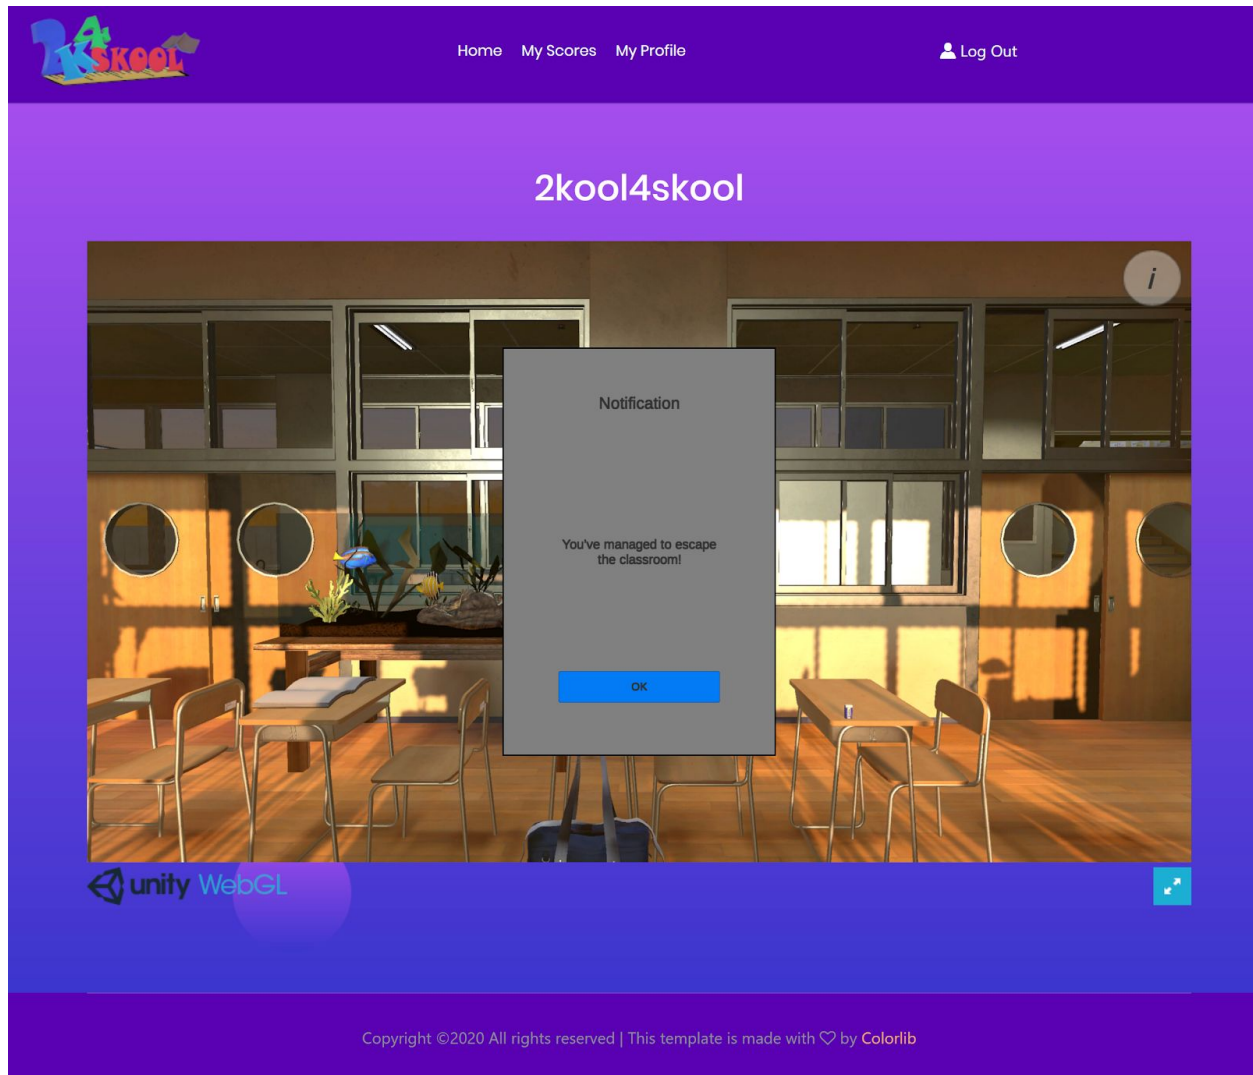 2K4SKOOL
Home My Scores My Profile Log Out
2kool4skool
i
Notification
You've managed to escape
the classroom!
OK
unity WebGL
Copyright ©2020 All rights reserved | This template is made with ♡ by Colorlib